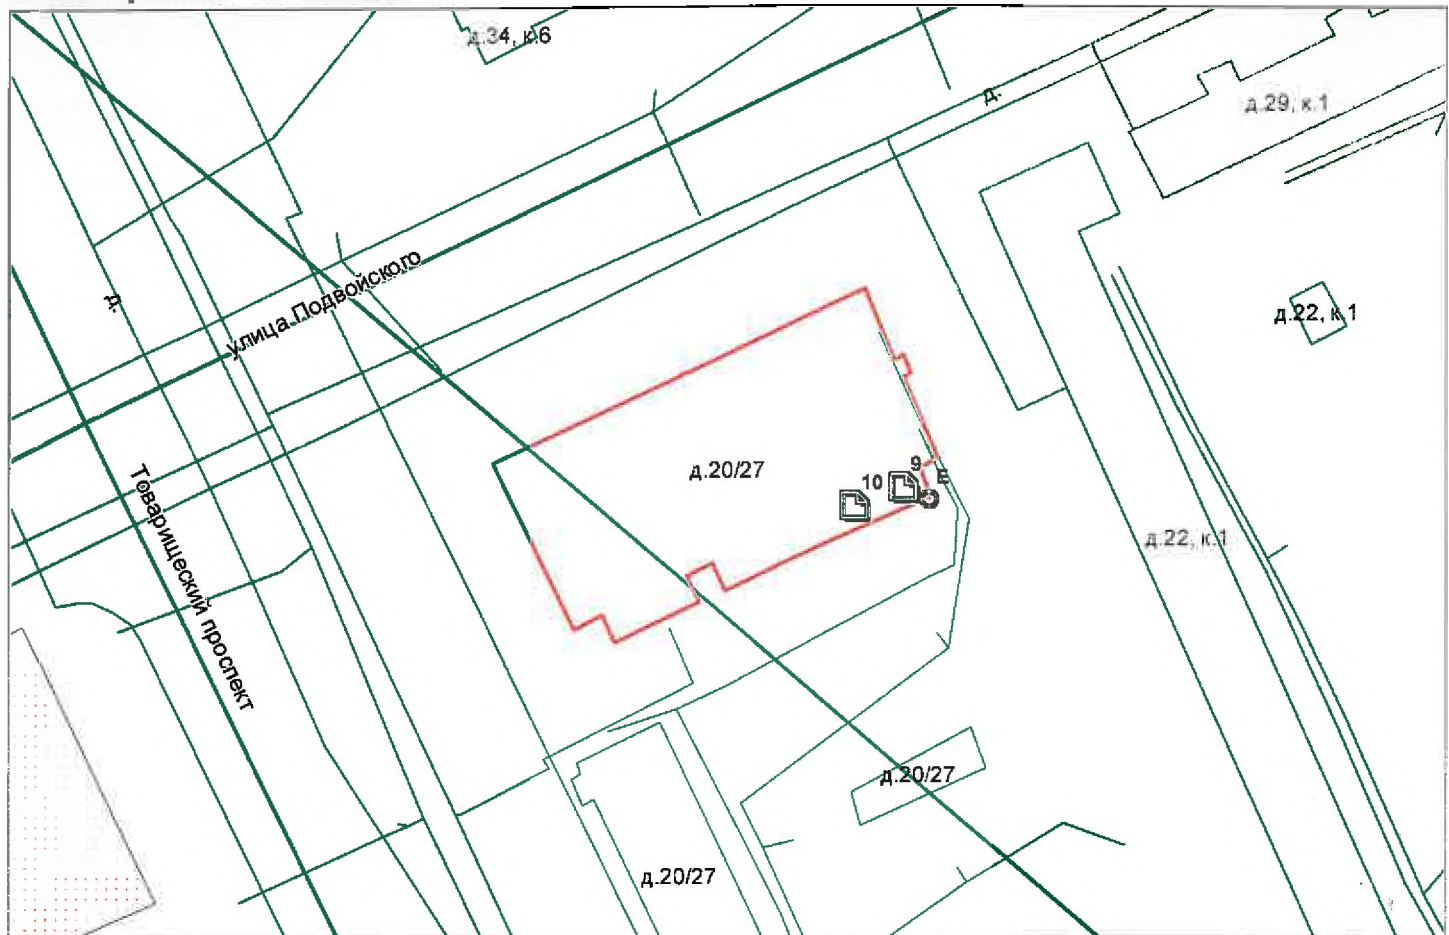 д.34, к.6
д.
д.29, к.1
д.
улица Подвойского
д.22, к.1
Товарищеский проспект
д.20/27
9
10
Е
д.22, к.1
д.20/27
д.20/27